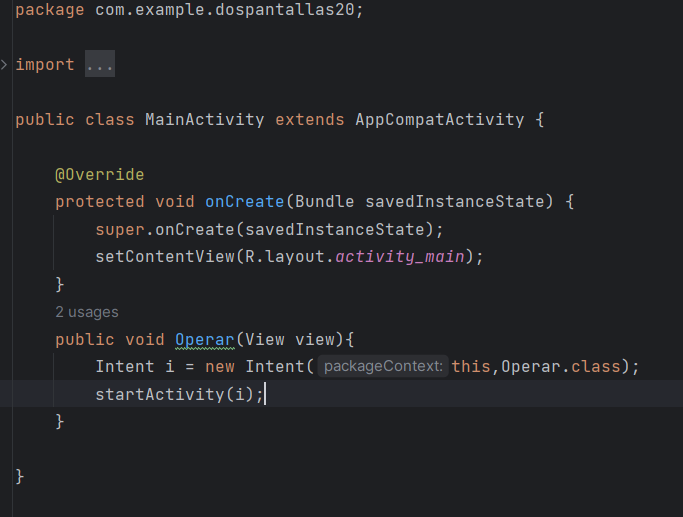 package com.example.dospantallas20;
import ...
public class MainActivity extends AppCompatActivity {
@Override
protected void onCreate(Bundle savedInstanceState) {
super.onCreate(savedInstanceState);
setContentView(R.layout.activity_main);
}
2 usages
public void Operar(View view){
Intent i = new Intent( packageContext: this,Operar.class);
startActivity(i);
}
}